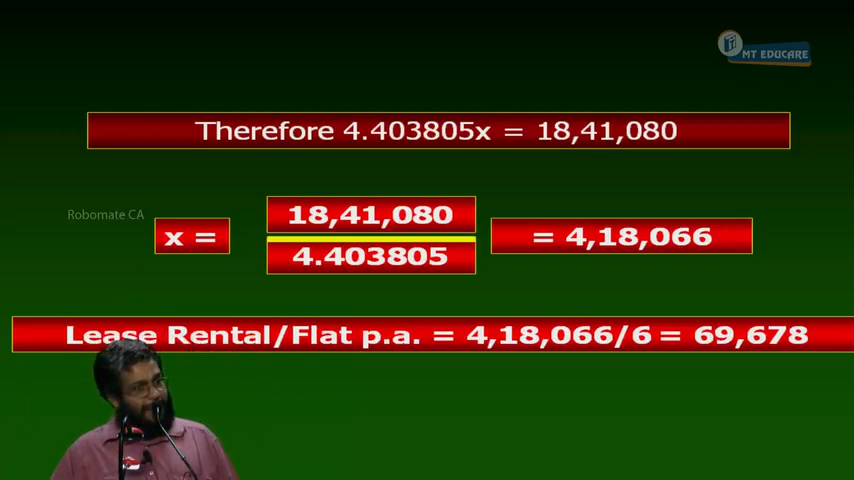 MT EDUCARE
Therefore 4.403805x = 18,41,080
Robomate CA
x =
18,41,080
4.403805
= 4,18,066
Lease Rental/Flat p.a. = 4,18,066/6 = 69,678